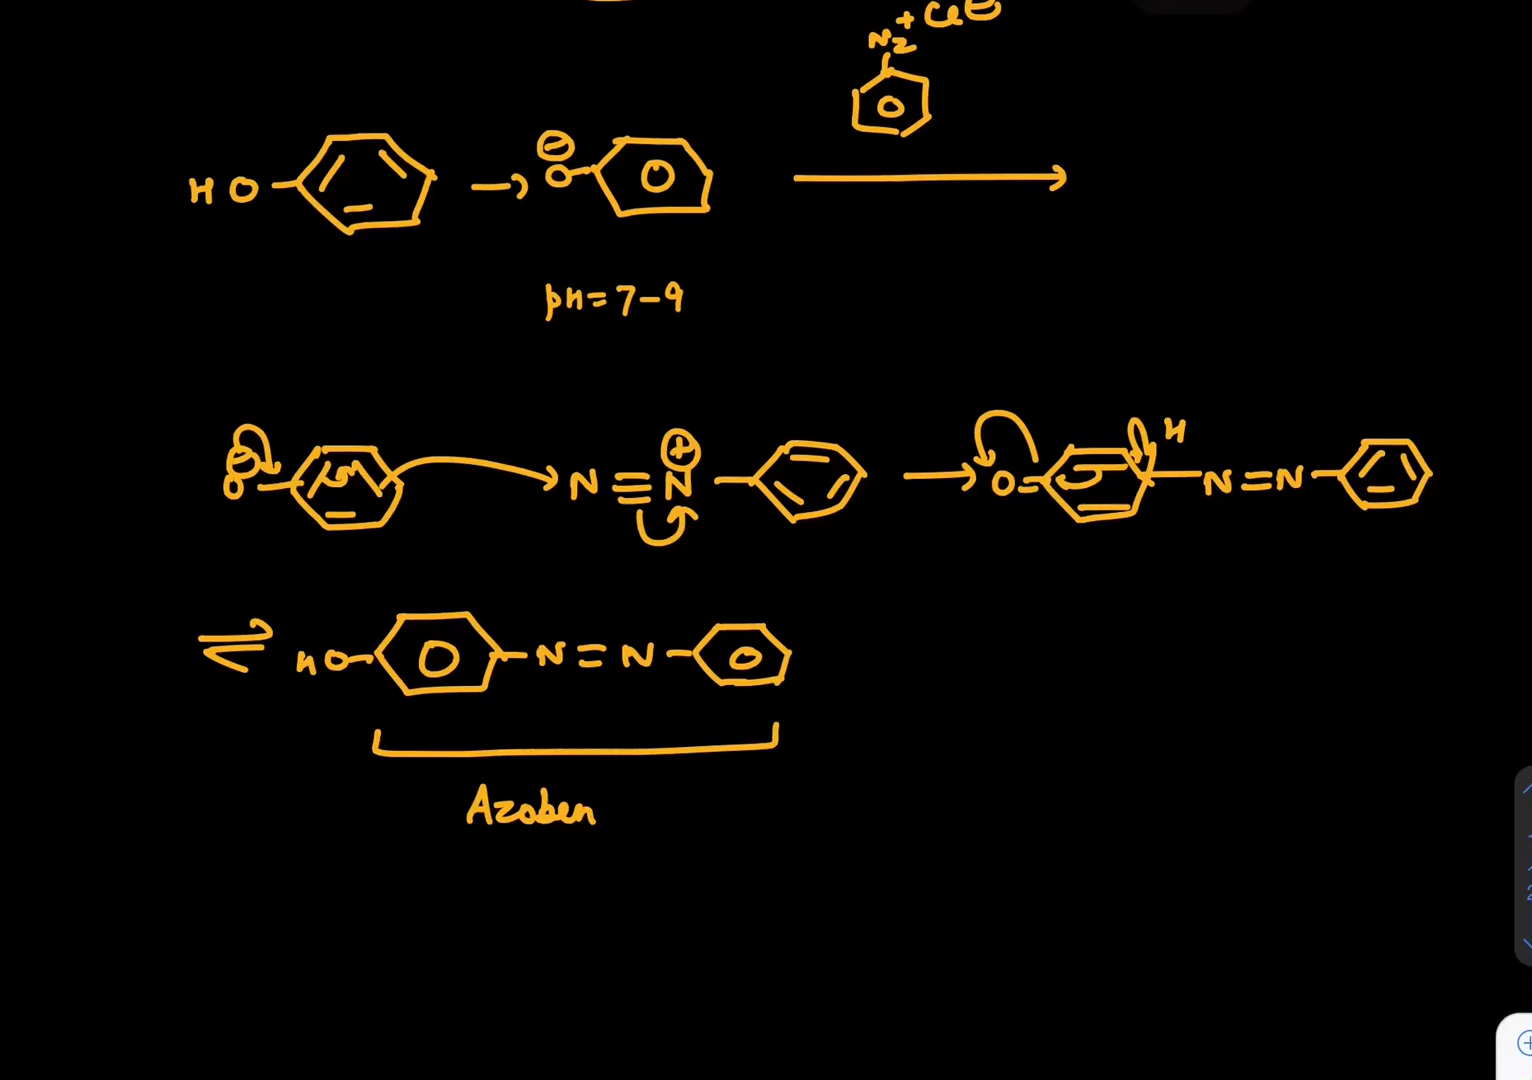 N₂⁺ Cl⊖
HO → ⊖ O
pH = 7 – 9
⊖ O N ≡ N ⊕ → O = H N = N
⇌ HO N = N
Azoben